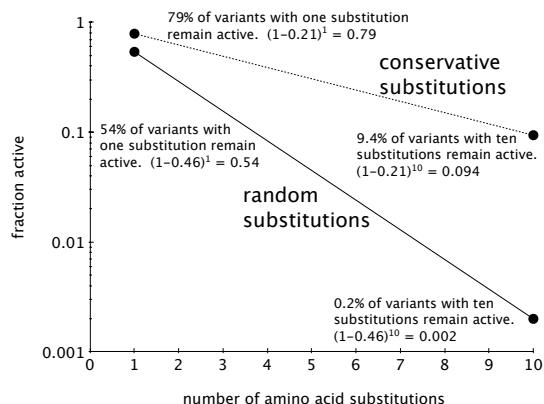 79% of variants with one substitution
remain active. (1–0.21)¹ = 0.79
conservative
substitutions
54% of variants with
one substitution remain
active. (1–0.46)¹ = 0.54
9.4% of variants with ten
substitutions remain active.
(1–0.21)¹⁰ = 0.094
random
substitutions
0.2% of variants with ten
substitutions remain active.
(1–0.46)¹⁰ = 0.002
fraction active
1
0.1
0.01
0.001
0 1 2 3 4 5 6 7 8 9 10
number of amino acid substitutions